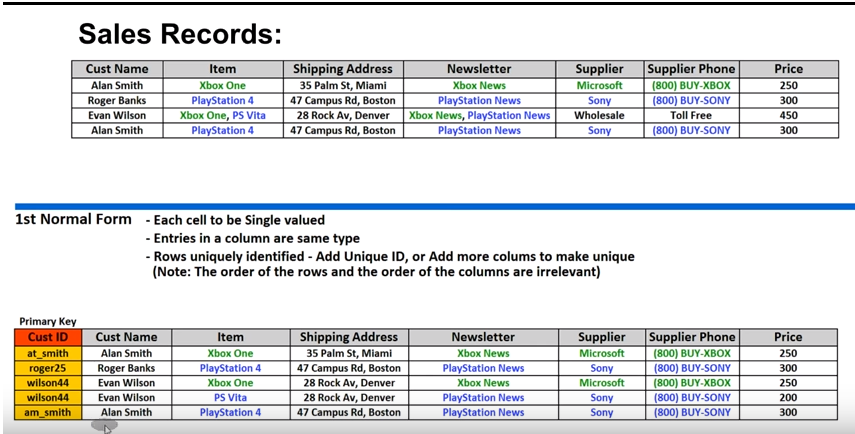 Sales Records:
Cust Name Item Shipping Address Newsletter Supplier Supplier Phone Price
Alan Smith Xbox One 35 Palm St, Miami Xbox News Microsoft (800) BUY-XBOX 250
Roger Banks PlayStation 4 47 Campus Rd, Boston PlayStation News Sony (800) BUY-SONY 300
Evan Wilson Xbox One, PS Vita 28 Rock Av, Denver Xbox News, PlayStation News Wholesale Toll Free 450
Alan Smith PlayStation 4 47 Campus Rd, Boston PlayStation News Sony (800) BUY-SONY 300
1st Normal Form - Each cell to be Single valued
- Entries in a column are same type
- Rows uniquely identified - Add Unique ID, or Add more colums to make unique
(Note: The order of the rows and the order of the columns are irrelevant)
Primary Key
Cust ID Cust Name Item Shipping Address Newsletter Supplier Supplier Phone Price
at_smith Alan Smith Xbox One 35 Palm St, Miami Xbox News Microsoft (800) BUY-XBOX 250
roger25 Roger Banks PlayStation 4 47 Campus Rd, Boston PlayStation News Sony (800) BUY-SONY 300
wilson44 Evan Wilson Xbox One 28 Rock Av, Denver Xbox News Microsoft (800) BUY-XBOX 250
wilson44 Evan Wilson PS Vita 28 Rock Av, Denver PlayStation News Sony (800) BUY-SONY 200
am_smith Alan Smith PlayStation 4 47 Campus Rd, Boston PlayStation News Sony (800) BUY-SONY 300